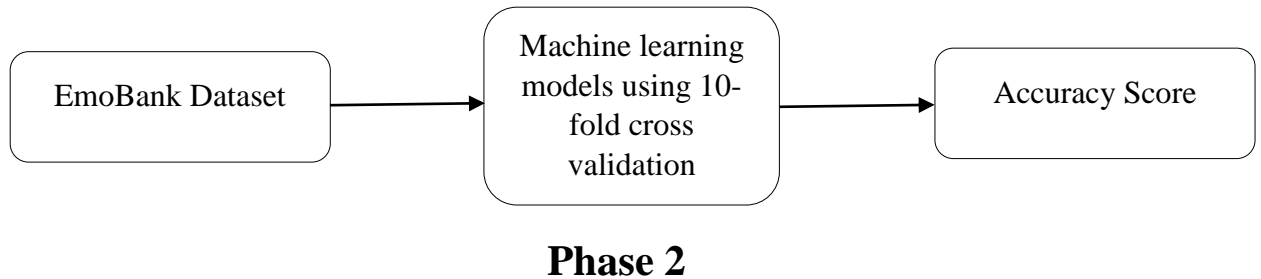 EmoBank Dataset
Machine learning
models using 10-
fold cross
validation
Accuracy Score
Phase 2